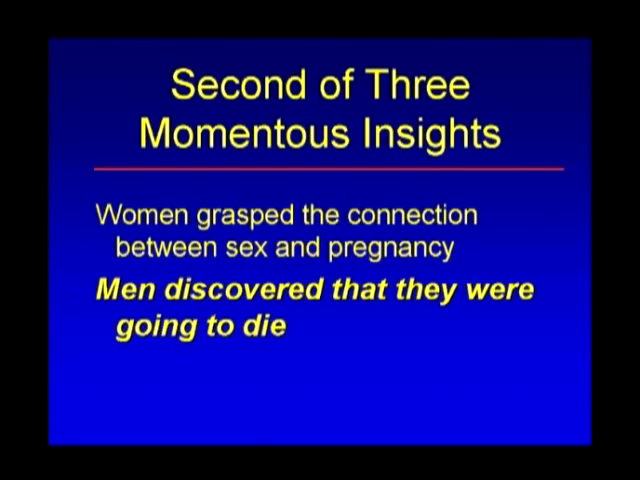 Second of Three
Momentous Insights
Women grasped the connection
between sex and pregnancy
Men discovered that they were
going to die